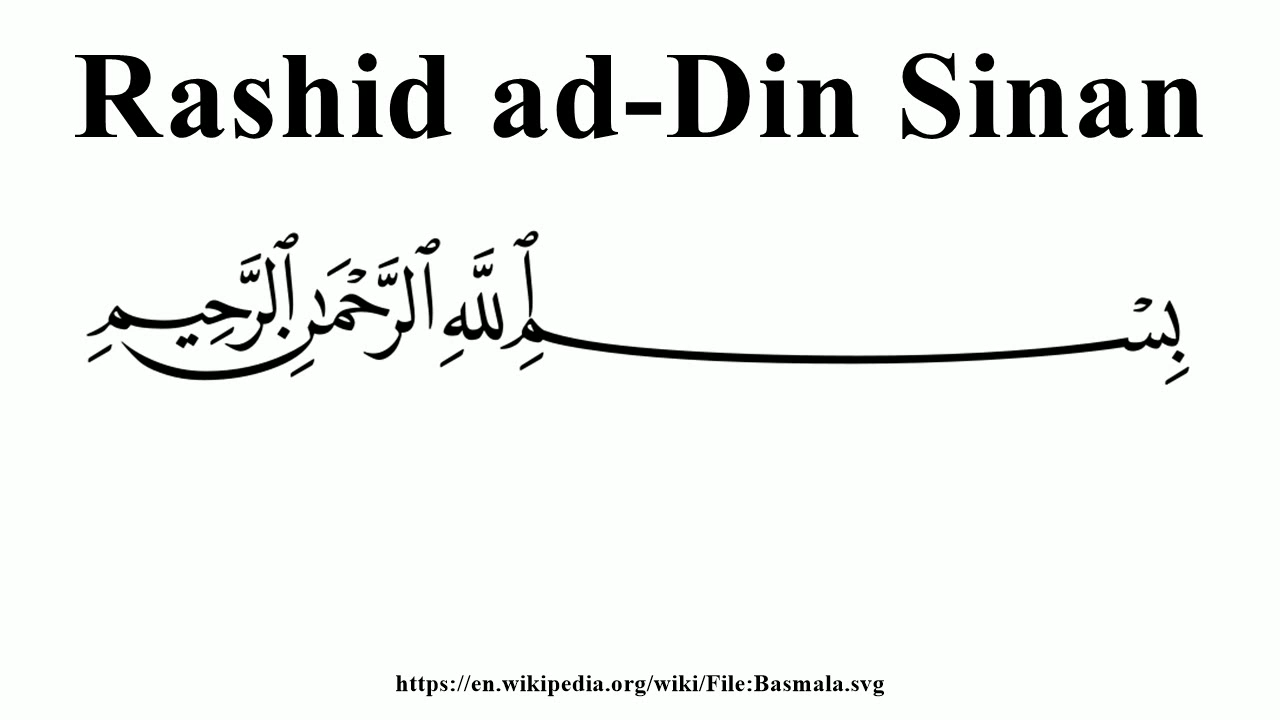 Rashid ad-Din Sinan
بِسْمِ ٱللَّهِ ٱلرَّحْمَٰنِ ٱلرَّحِيمِ
https://en.wikipedia.org/wiki/File:Basmala.svg